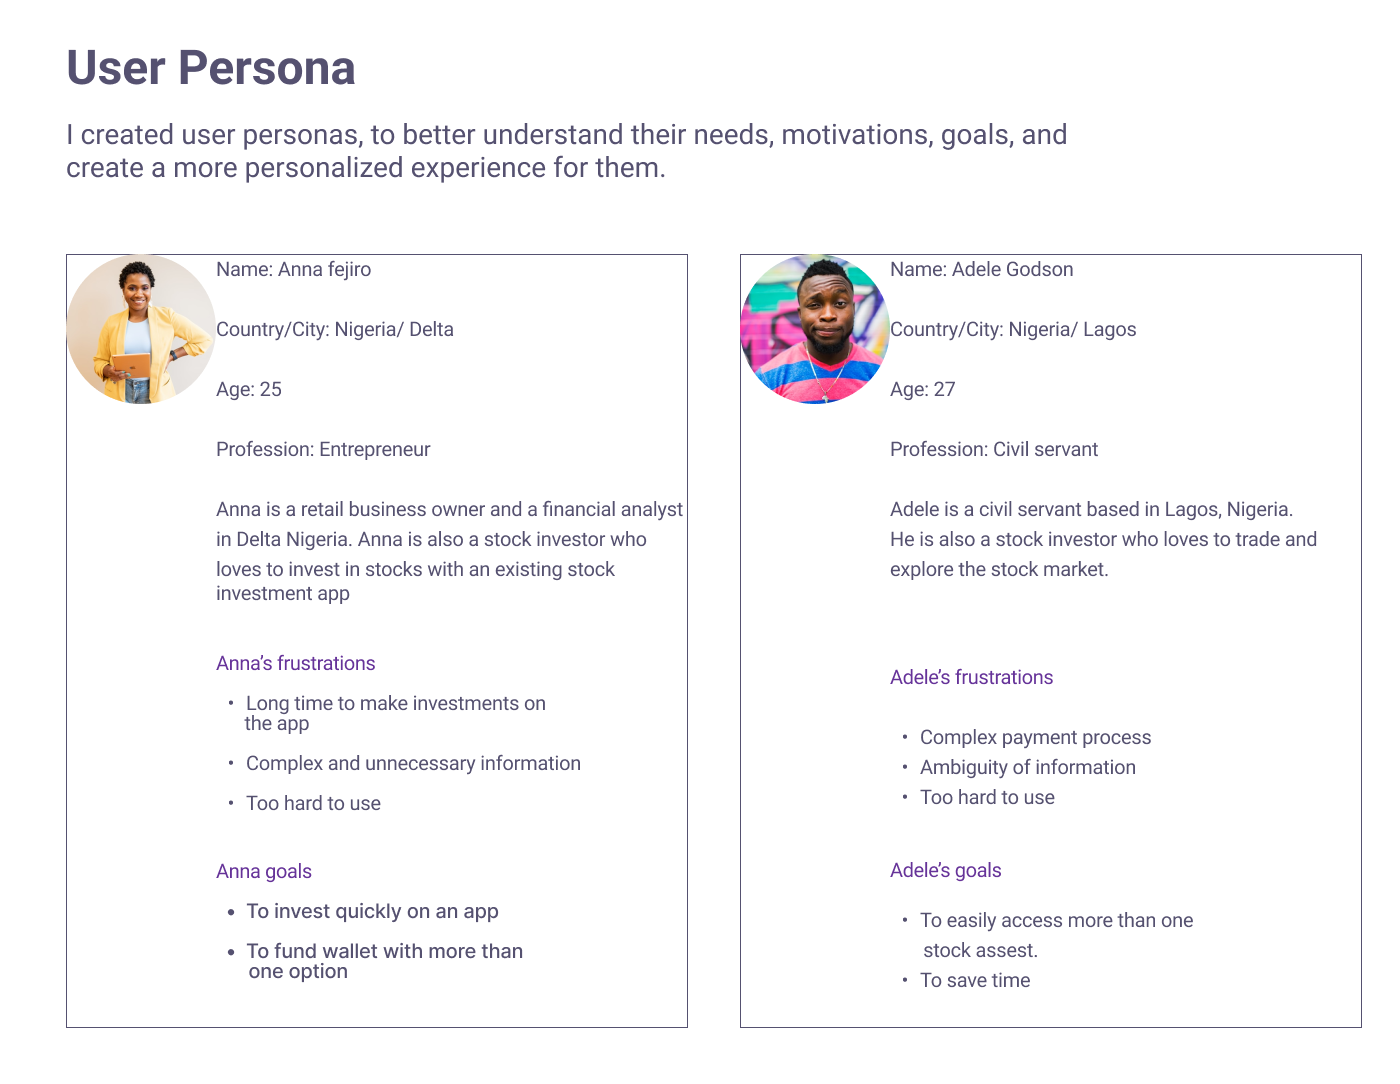 User Persona
I created user personas, to better understand their needs, motivations, goals, and
create a more personalized experience for them.
Name: Anna fejiro
Country/City: Nigeria/ Delta
Age: 25
Profession: Entrepreneur
Anna is a retail business owner and a financial analyst
in Delta Nigeria. Anna is also a stock investor who
loves to invest in stocks with an existing stock
investment app
Anna’s frustrations
• Long time to make investments on
the app
• Complex and unnecessary information
• Too hard to use
Anna goals
• To invest quickly on an app
• To fund wallet with more than
one option
Name: Adele Godson
Country/City: Nigeria/ Lagos
Age: 27
Profession: Civil servant
Adele is a civil servant based in Lagos, Nigeria.
He is also a stock investor who loves to trade and
explore the stock market.
Adele’s frustrations
• Complex payment process
• Ambiguity of information
• Too hard to use
Adele’s goals
• To easily access more than one
stock assest.
• To save time